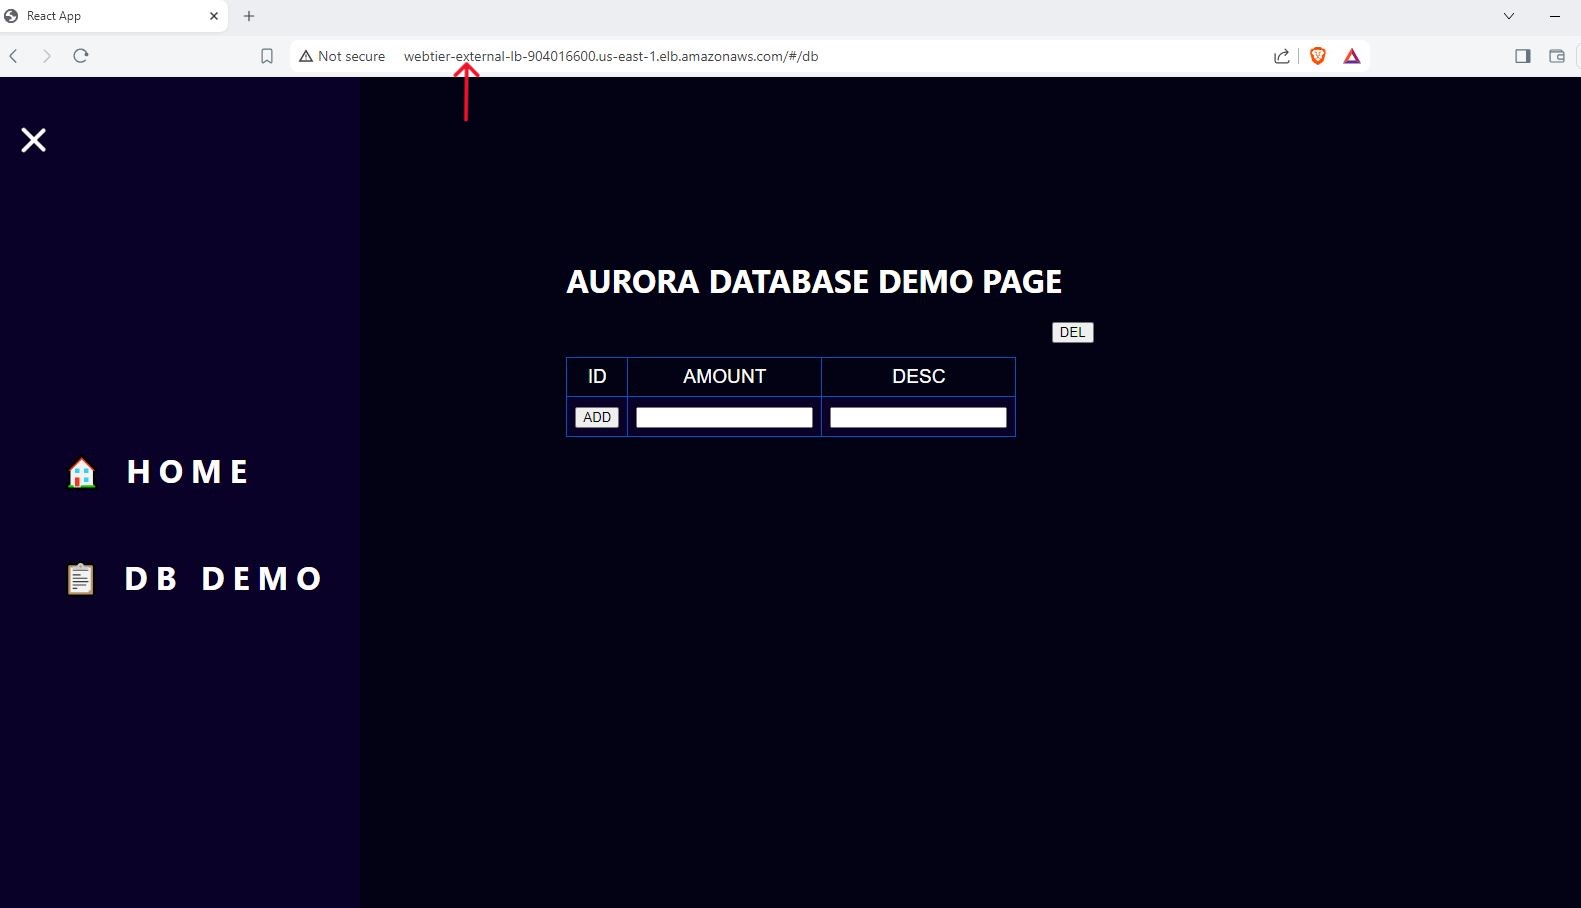 React App
Not secure webtier-external-lb-904016600.us-east-1.elb.amazonaws.com/#/db
AURORA DATABASE DEMO PAGE
DEL
ID AMOUNT DESC
ADD
HOME
DB DEMO